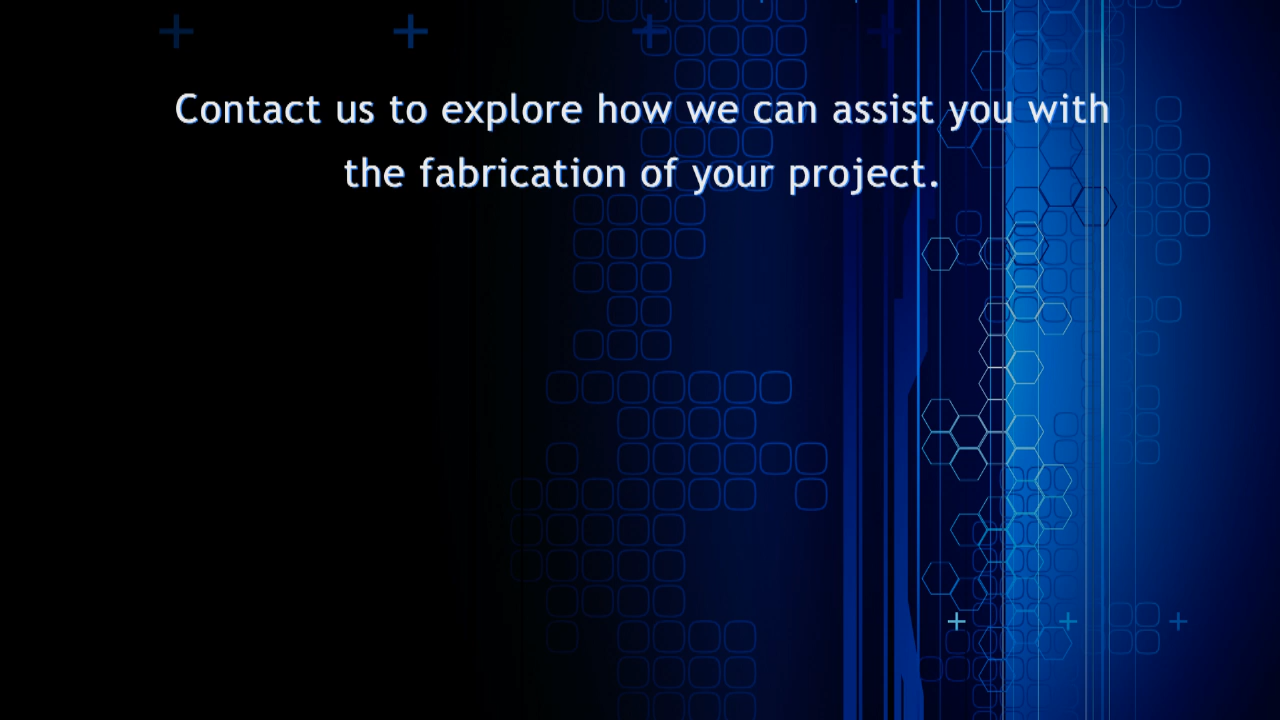 Contact us to explore how we can assist you with
the fabrication of your project.